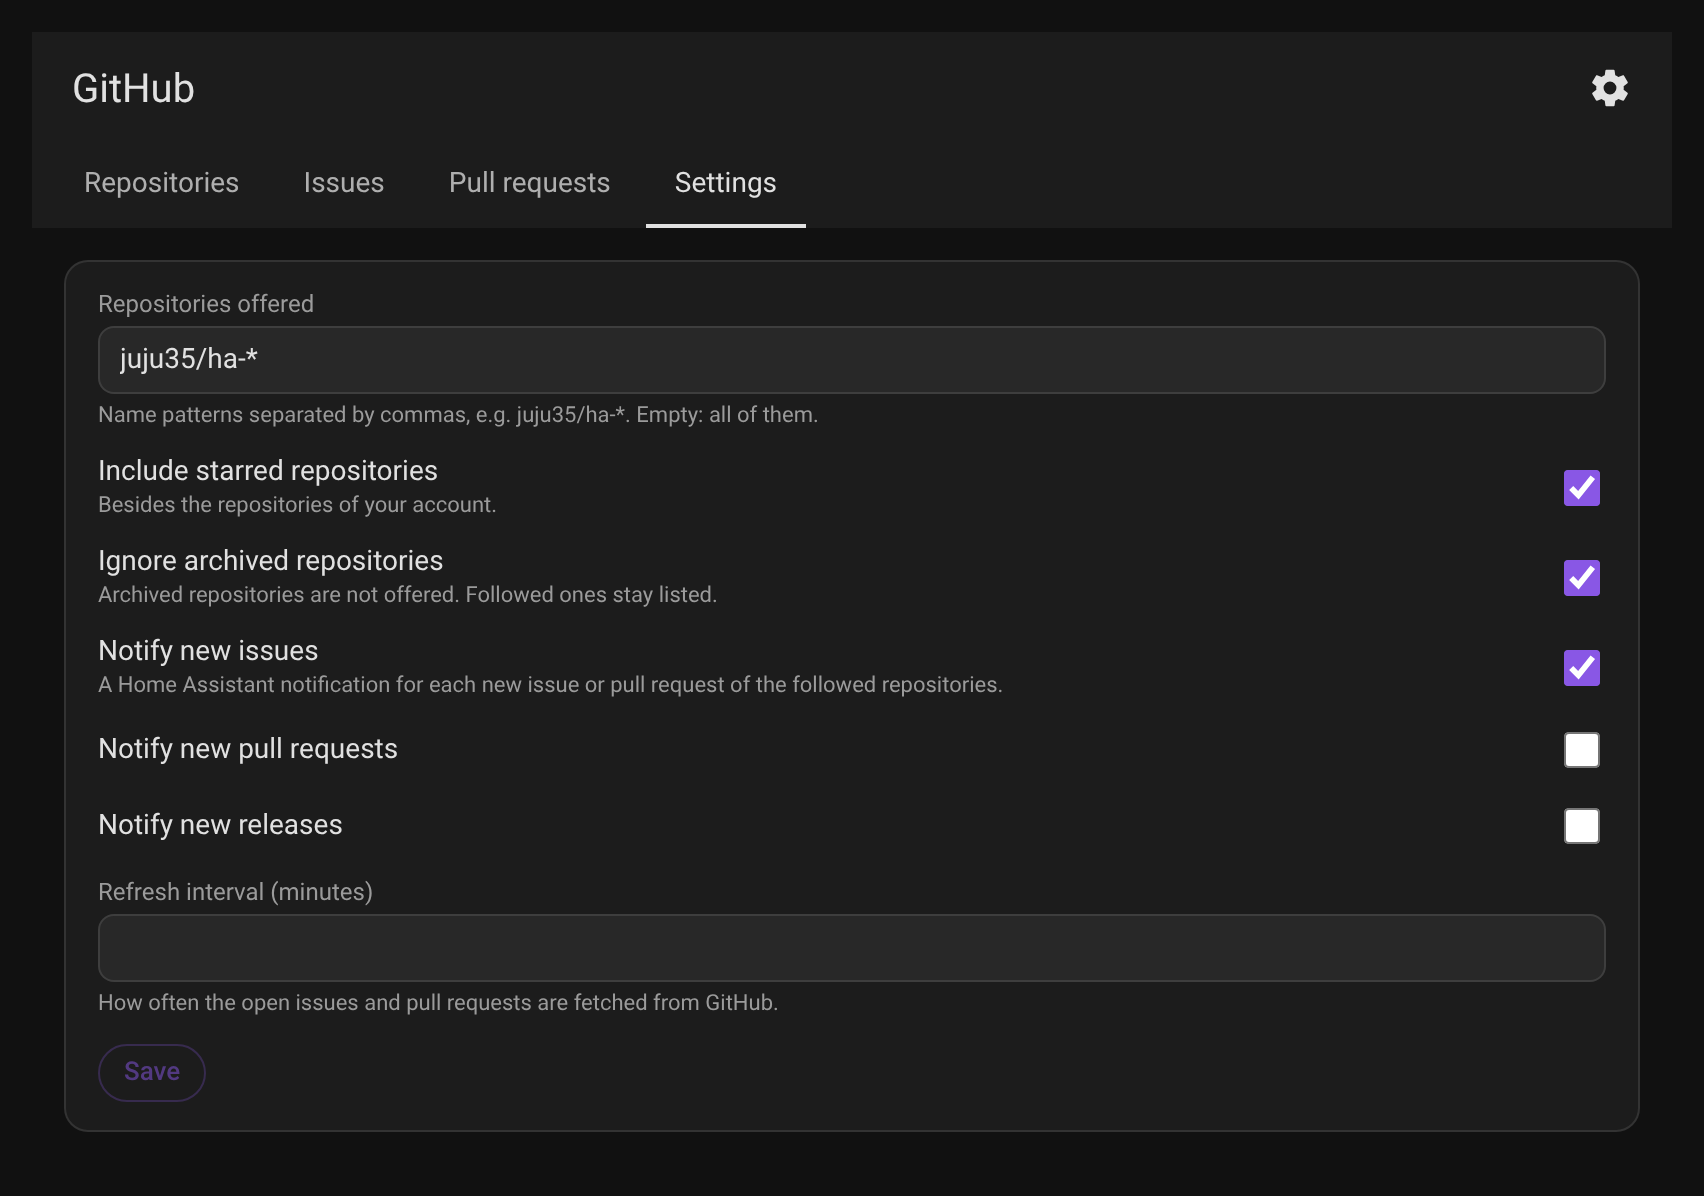 GitHub
Repositories
Issues
Pull requests
Settings
Repositories offered
juju35/ha-*
Name patterns separated by commas, e.g. juju35/ha-*. Empty: all of them.
Include starred repositories
Besides the repositories of your account.
Ignore archived repositories
Archived repositories are not offered. Followed ones stay listed.
Notify new issues
A Home Assistant notification for each new issue or pull request of the followed repositories.
Notify new pull requests
Notify new releases
Refresh interval (minutes)
How often the open issues and pull requests are fetched from GitHub.
Save